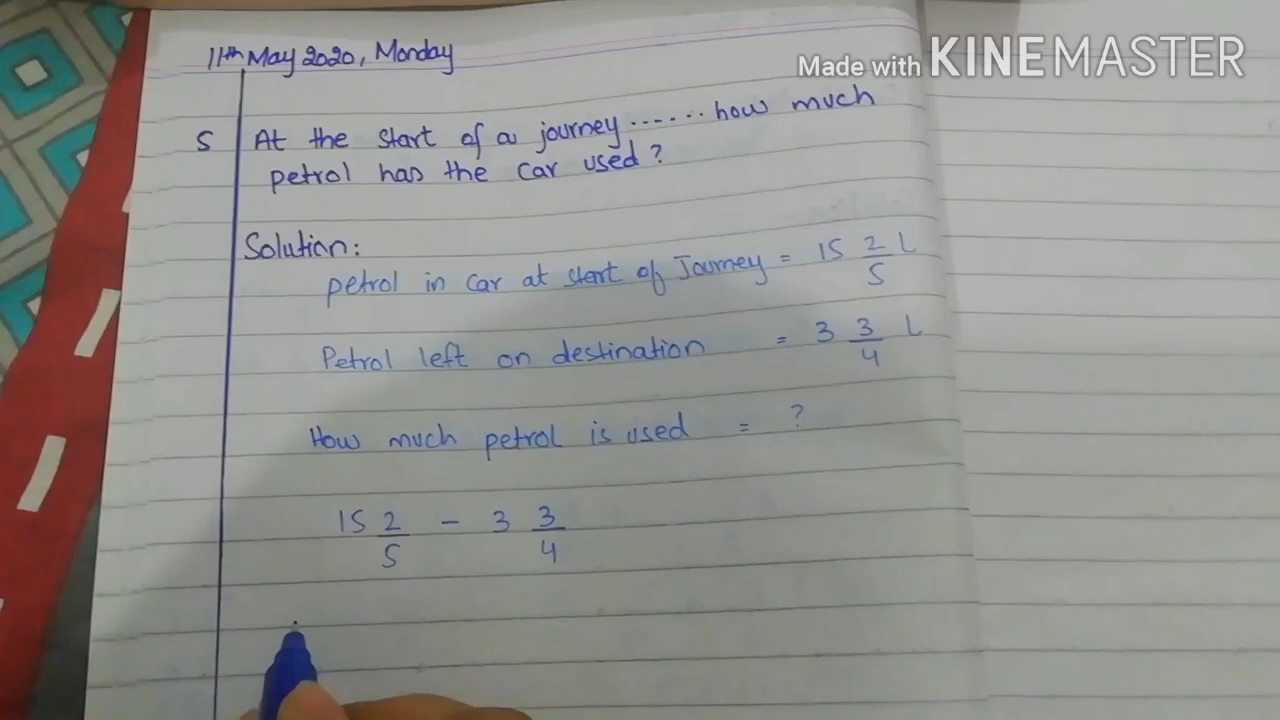 11th May 2020, Monday
Made with KINEMASTER
5 At the start of a journey ...... how much
petrol has the car used?
Solution:
petrol in car at start of Journey = 15 2/5 L
Petrol left on destination = 3 3/4 L
How much petrol is used = ?
15 2/5 - 3 3/4